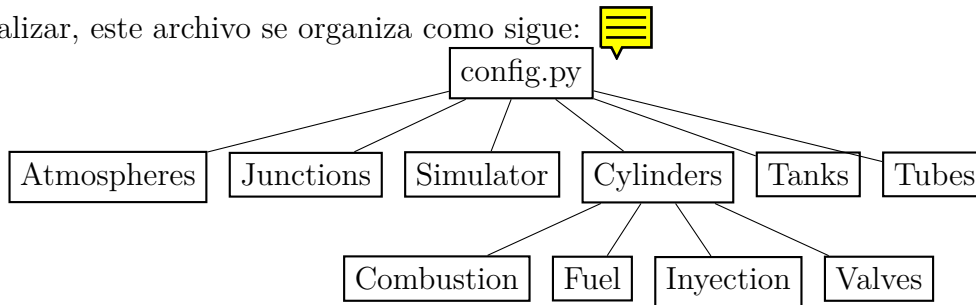 alizar, este archivo se organiza como sigue:
config.py
Atmospheres Junctions Simulator Cylinders Tanks Tubes
Combustion Fuel Inyection Valves